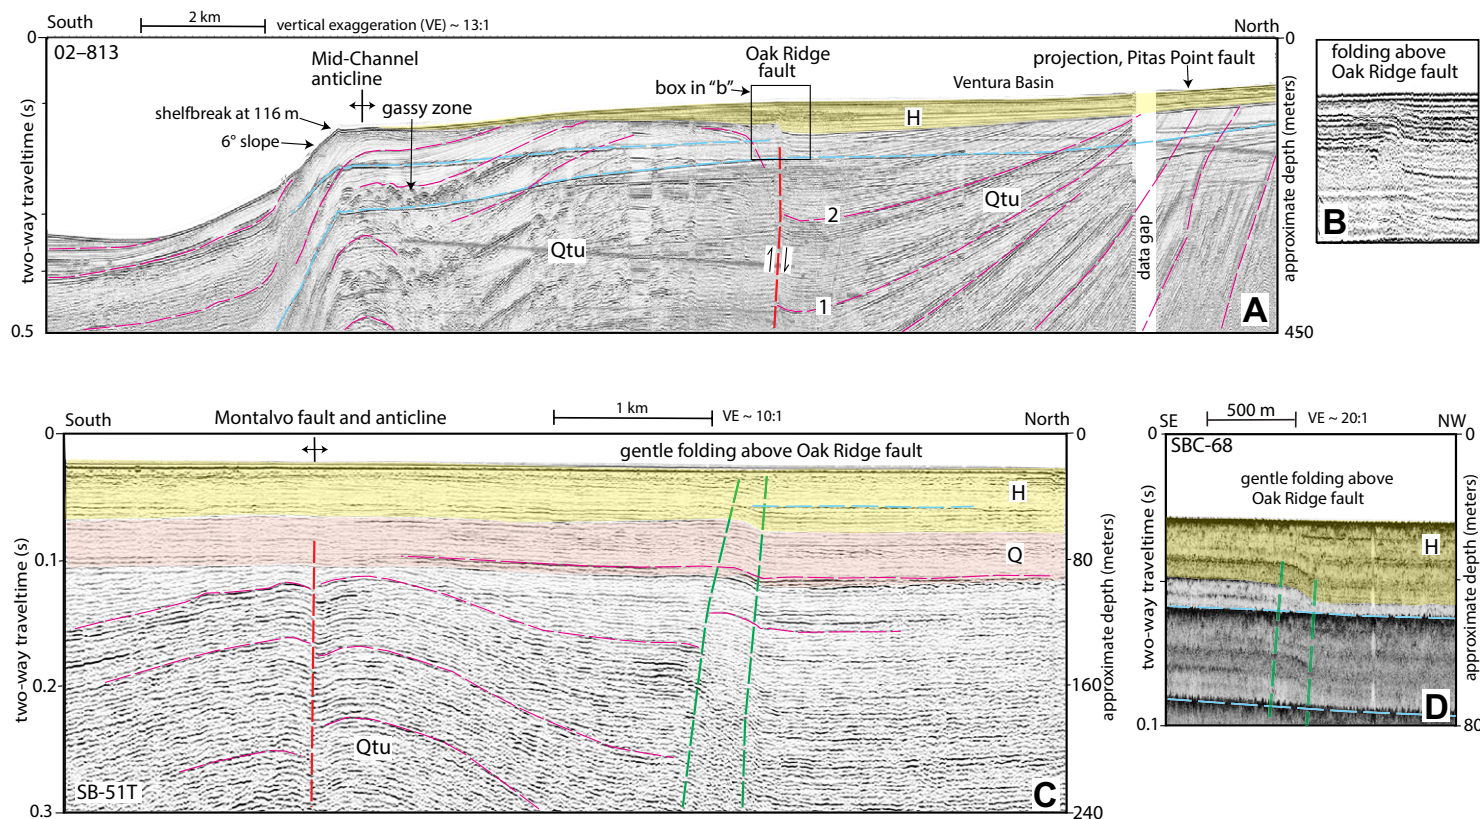 South
2 km
vertical exaggeration (VE) ~ 13:1
North
0
02–813
0
Mid-Channel
anticline
Oak Ridge
fault
projection, Pitas Point fault
box in "b"
Ventura Basin
gassy zone
shelfbreak at 116 m
6° slope
H
Qtu
2
Qtu
1
data gap
two-way traveltime (s)
approximate depth (meters)
0.5
450
A
folding above
Oak Ridge fault
B
South
Montalvo fault and anticline
1 km
VE ~ 10:1
North
0
0
gentle folding above Oak Ridge fault
H
Q
0.1
80
two-way traveltime (s)
approximate depth (meters)
0.2
160
Qtu
SB-51T
C
0.3
240
SE
500 m
VE ~ 20:1
NW
0
SBC-68
0
gentle folding above
Oak Ridge fault
H
two-way traveltime (s)
approximate depth (meters)
D
0.1
80